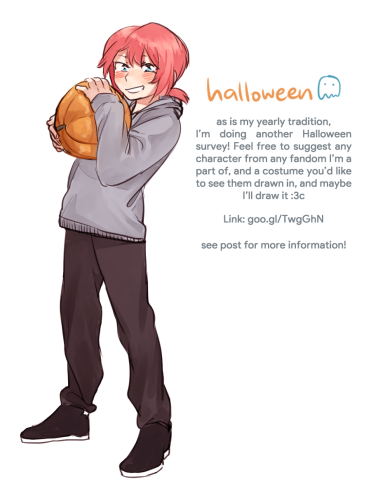 halloween
as is my yearly tradition,
I'm doing another Halloween
survey! Feel free to suggest any
character from any fandom I'm a
part of, and a costume you'd like
to see them drawn in, and maybe
I'll draw it :3c
Link: goo.gl/TwgGhN
see post for more information!